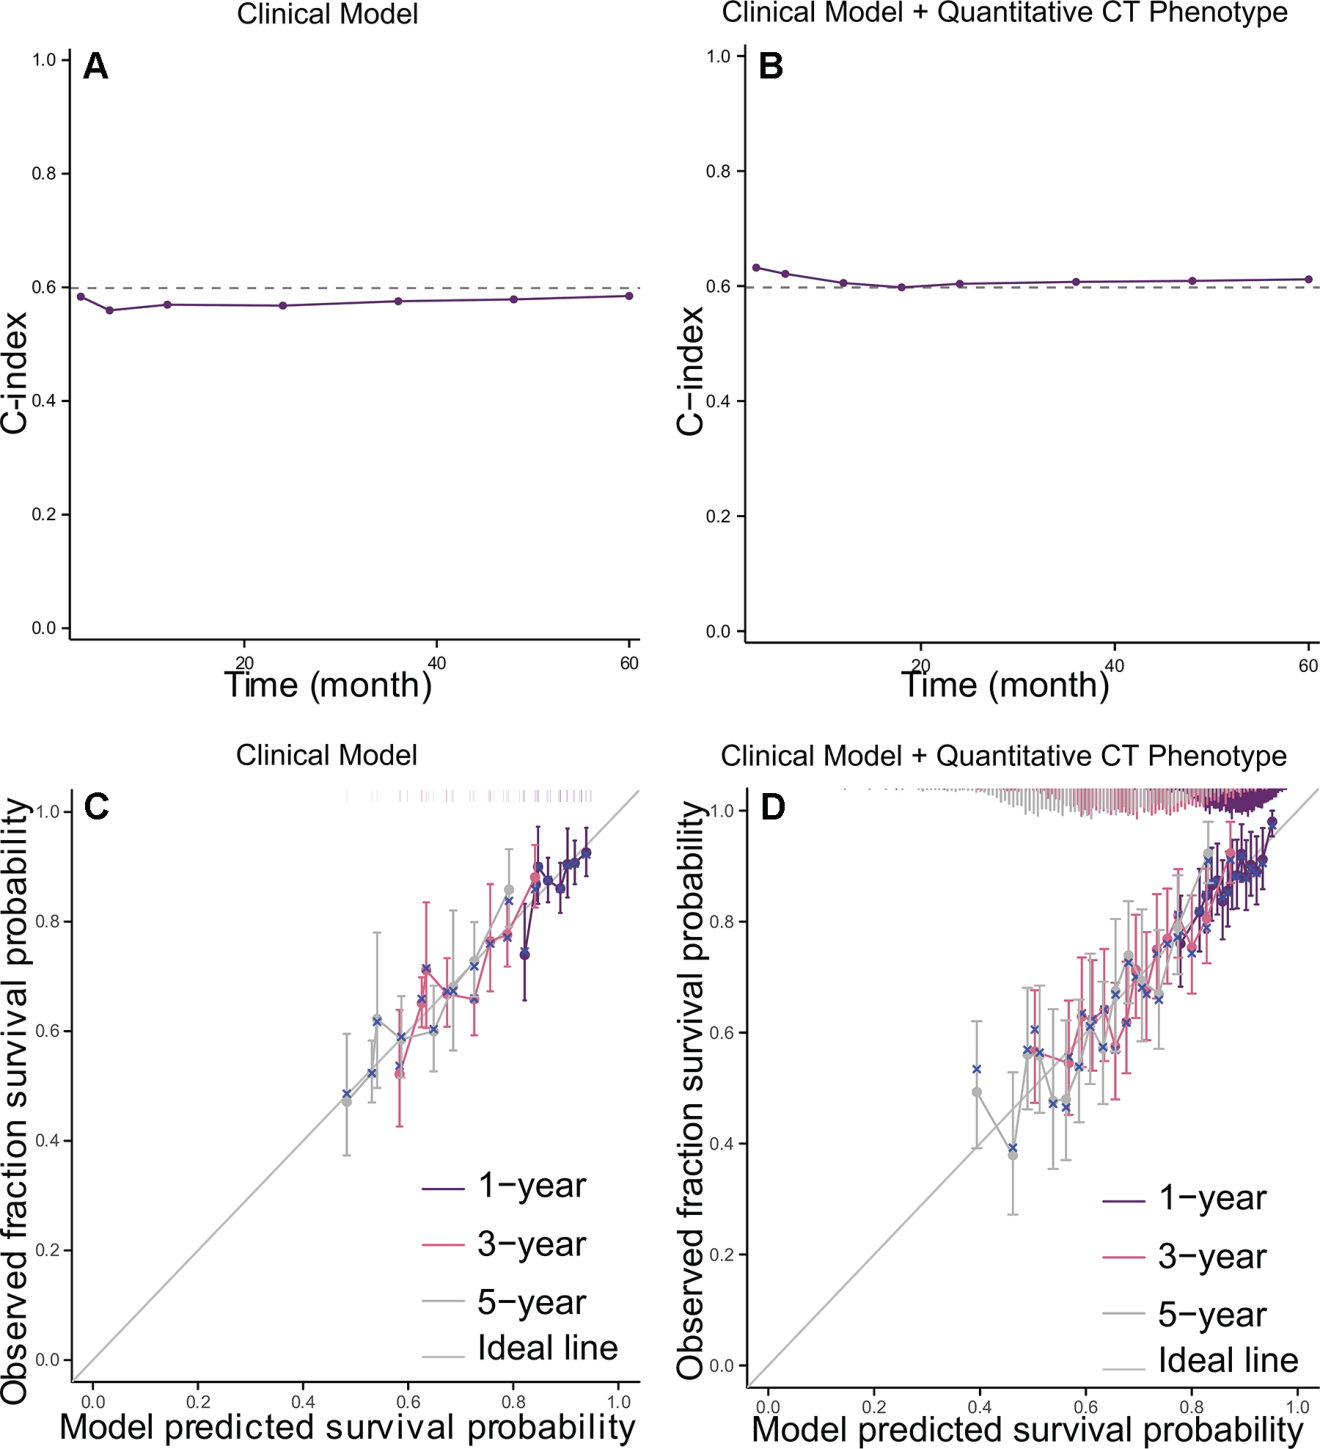 Clinical Model
A
1.0
0.8
0.6
0.4
0.2
0.0
C-index
20
40
60
Time (month)
Clinical Model + Quantitative CT Phenotype
B
1.0
0.8
0.6
0.4
0.2
0.0
C−index
20
40
60
Time (month)
Clinical Model
C
1.0
0.8
0.6
0.4
0.2
0.0
Observed fraction survival probability
1−year
3−year
5−year
Ideal line
0.0
0.2
0.4
0.6
0.8
1.0
Model predicted survival probability
Clinical Model + Quantitative CT Phenotype
D
1.0
0.8
0.6
0.4
0.2
0.0
Observed fraction survival probability
1−year
3−year
5−year
Ideal line
0.0
0.2
0.4
0.6
0.8
1.0
Model predicted survival probability